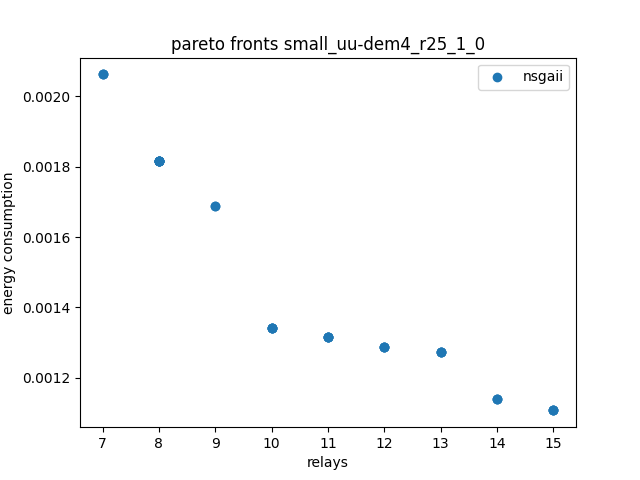 pareto fronts small_uu-dem4_r25_1_0
nsgaii
energy consumption
0.0020
0.0018
0.0016
0.0014
0.0012
7 8 9 10 11 12 13 14 15
relays